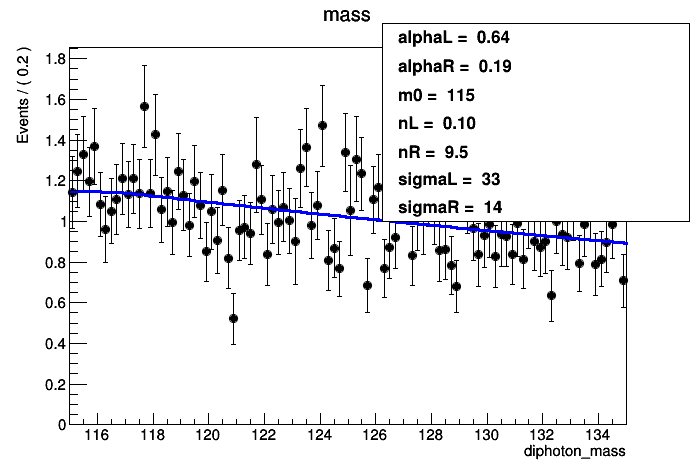 mass
alphaL = 0.64
alphaR = 0.19
m0 = 115
nL = 0.10
nR = 9.5
sigmaL = 33
sigmaR = 14
Events / ( 0.2 )
1.8
1.6
1.4
1.2
1
0.8
0.6
0.4
0.2
0
116 118 120 122 124 126 128 130 132 134
diphoton_mass